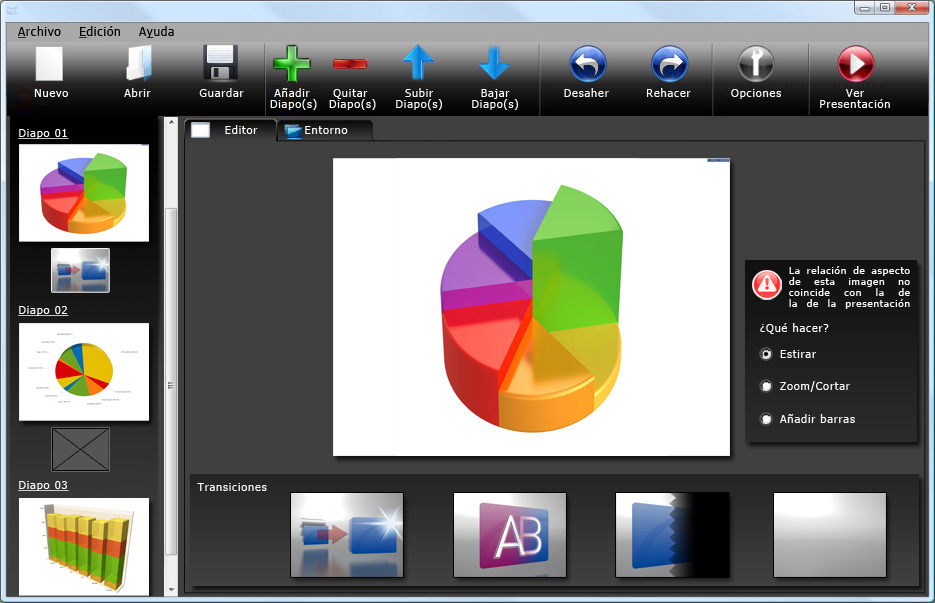 Archivo Edición Ayuda
Nuevo
Abrir
Guardar
Añadir
Diapo(s)
Quitar
Diapo(s)
Subir
Diapo(s)
Bajar
Diapo(s)
Desaher
Rehacer
Opciones
Ver
Presentación
Diapo 01
Diapo 02
Diapo 03
Editor
Entorno
La relación de aspecto
de esta imagen no
coincide con la de
la de la presentación
¿Qué hacer?
Estirar
Zoom/Cortar
Añadir barras
Transiciones
AB